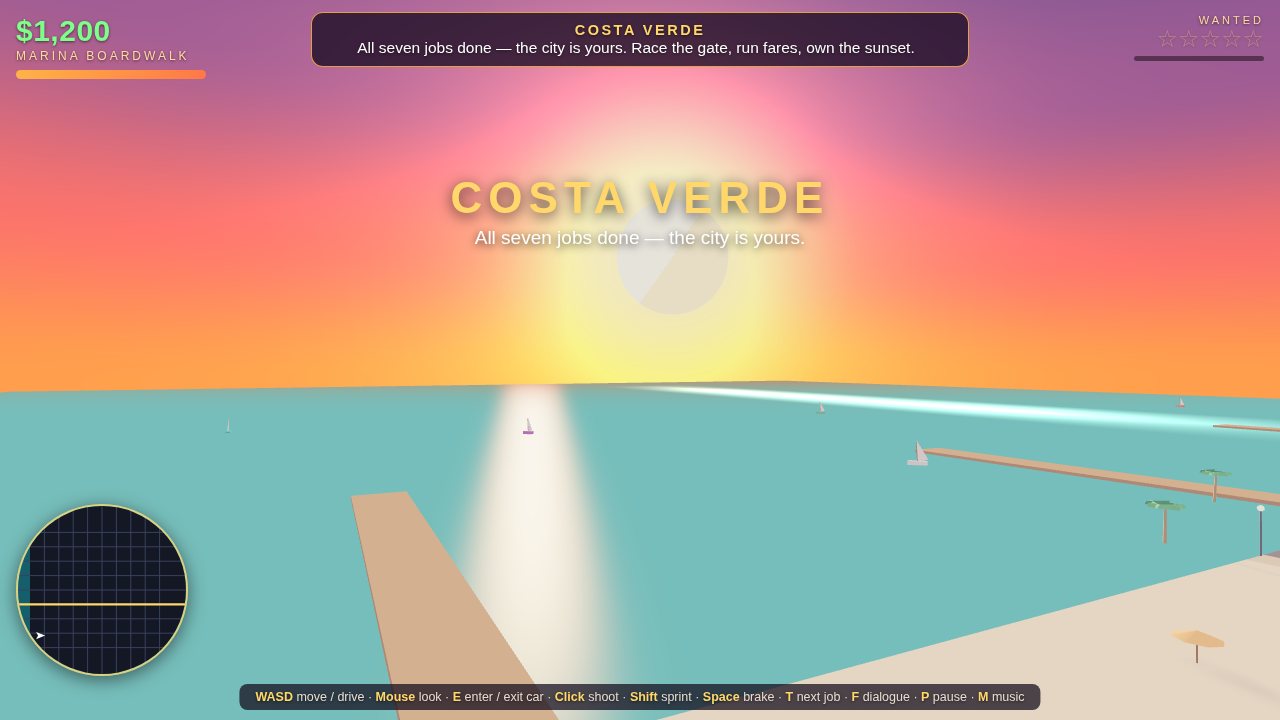 $1,200
MARINA BOARDWALK
COSTA VERDE
All seven jobs done — the city is yours. Race the gate, run fares, own the sunset.
WANTED
☆☆☆☆☆
COSTA VERDE
All seven jobs done — the city is yours.
WASD move / drive · Mouse look · E enter / exit car · Click shoot · Shift sprint · Space brake · T next job · F dialogue · P pause · M music